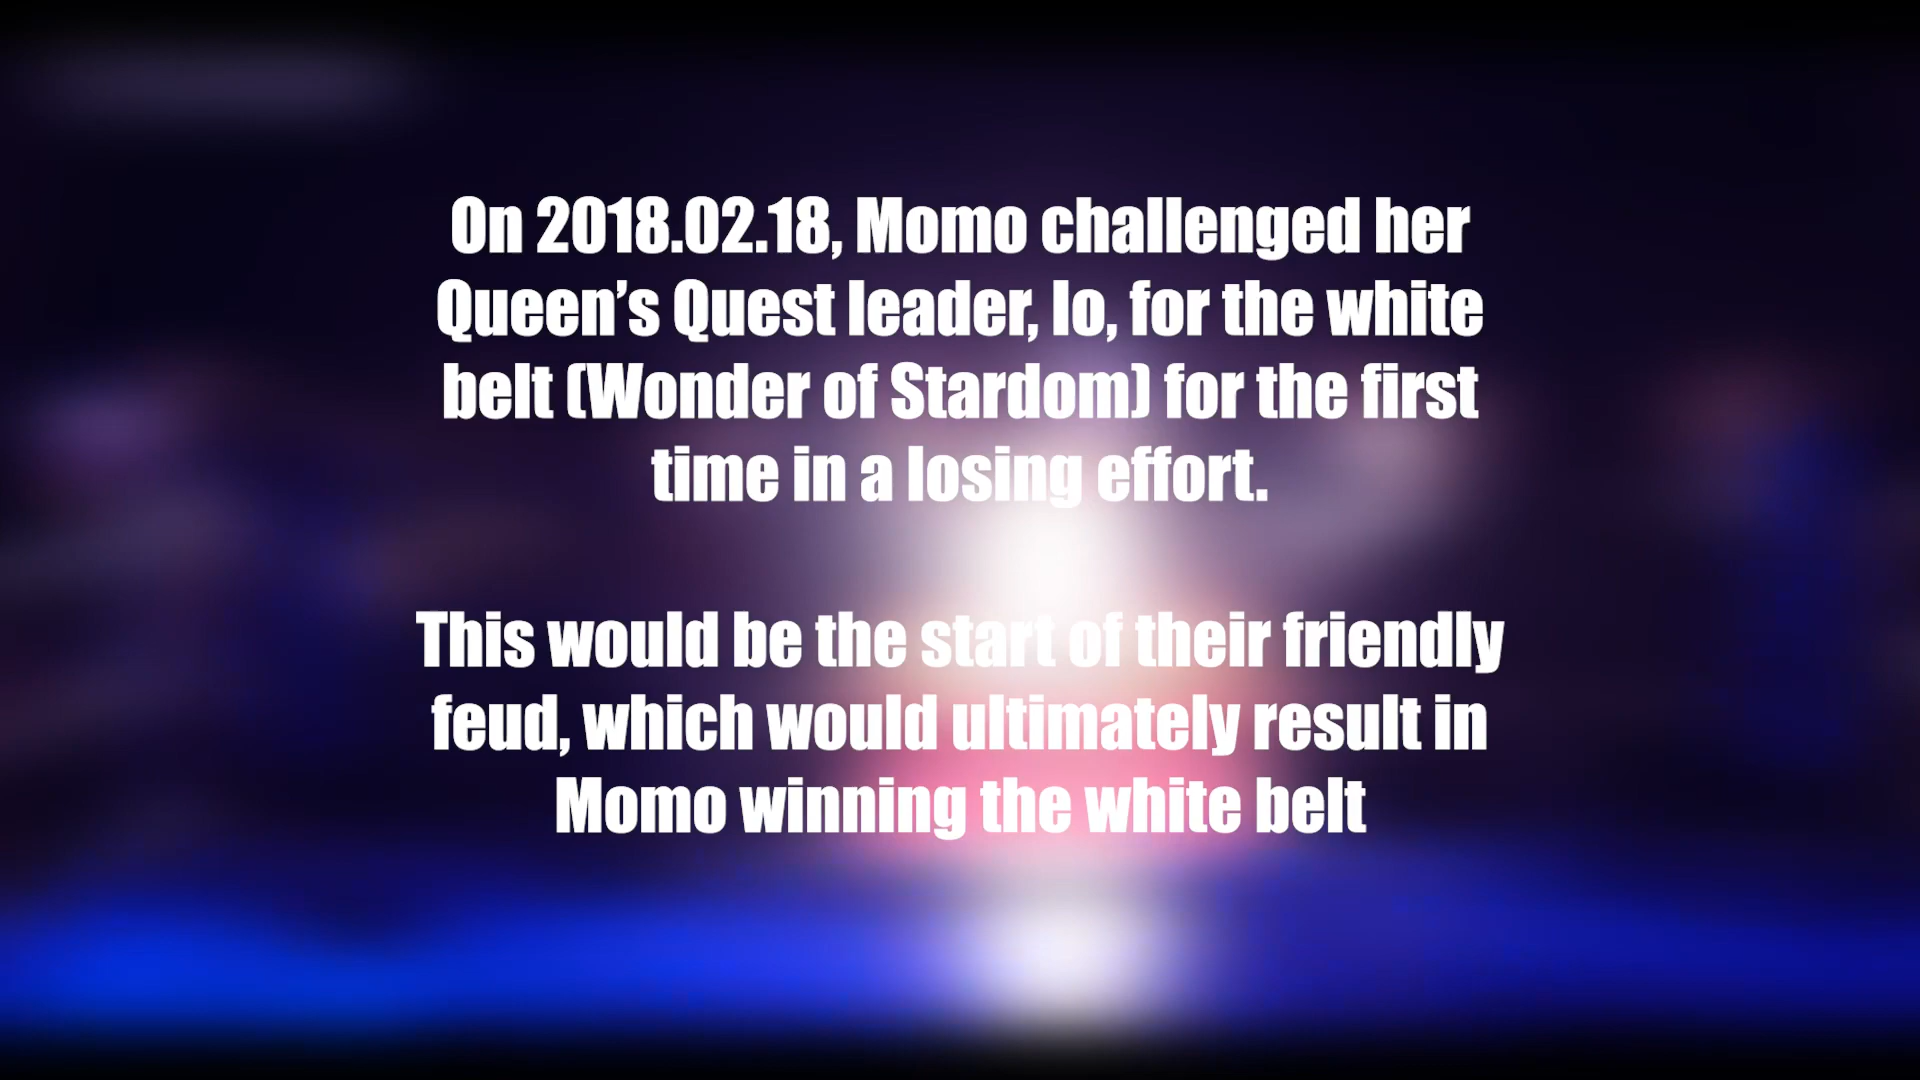 On 2018.02.18, Momo challenged her
Queen’s Quest leader, Io, for the white
belt (Wonder of Stardom) for the first
time in a losing effort.
This would be the start of their friendly
feud, which would ultimately result in
Momo winning the white belt